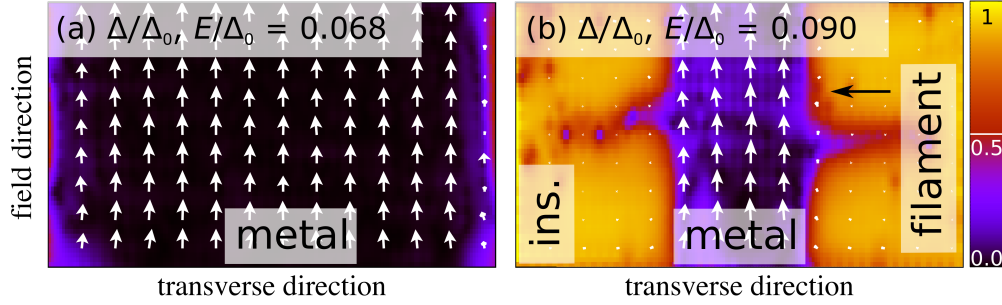 (a) Δ/Δ₀, E/Δ₀ = 0.068
metal
field direction
transverse direction
(b) Δ/Δ₀, E/Δ₀ = 0.090
ins.
metal
filament
transverse direction
1
0.5
0.0